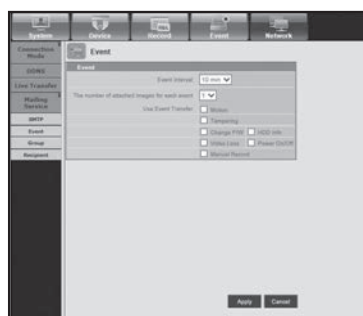 System Device Record Event Network
Connection Mode
DDNS
Live Transfer
Mailing Service
SMTP
Event
Group
Recipient
Event
Event
Event Interval 10 min
The number of attached images for each event 1
Use Event Transfer Motion
Tampering
Change PW HDD Info
Video Loss Power On/Off
Manual Record
Apply Cancel